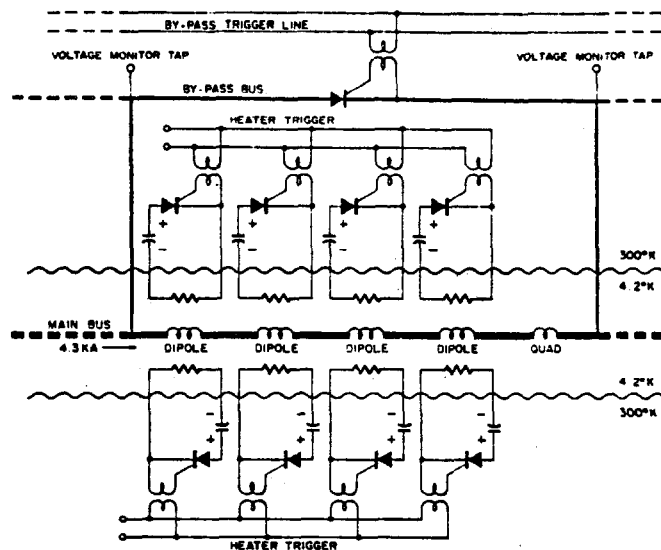 BY-PASS TRIGGER LINE
VOLTAGE MONITOR TAP
VOLTAGE MONITOR TAP
BY-PASS BUS
HEATER TRIGGER
+ + + +
- - - -
300°K
4.2°K
MAIN BUS
4.3 KA
DIPOLE DIPOLE DIPOLE DIPOLE QUAD
4.2°K
300°K
- - - -
+ + + +
HEATER TRIGGER